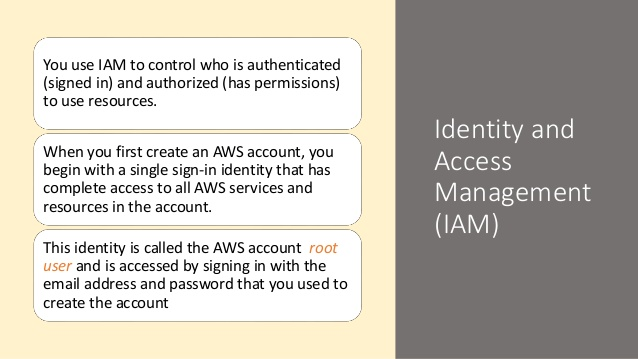 You use IAM to control who is authenticated
(signed in) and authorized (has permissions)
to use resources.
When you first create an AWS account, you
begin with a single sign-in identity that has
complete access to all AWS services and
resources in the account.
This identity is called the AWS account root
user and is accessed by signing in with the
email address and password that you used to
create the account
Identity and
Access
Management
(IAM)